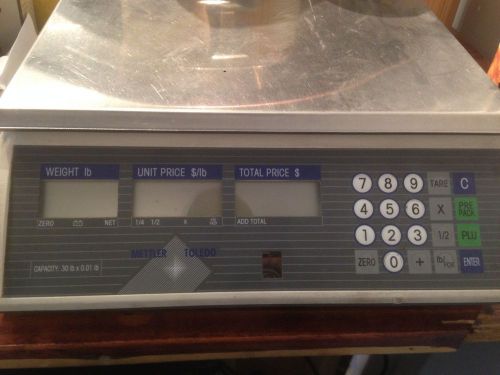 WEIGHT lb UNIT PRICE $/lb TOTAL PRICE $
ZERO NET 1/4 1/2 X ADD TOTAL
METTLER TOLEDO
CAPACITY: 30 lb x 0.01 lb
7 8 9 TARE C
4 5 6 X PRE PACK
1 2 3 1/2 PLU
ZERO 0 + lb/ ENTER